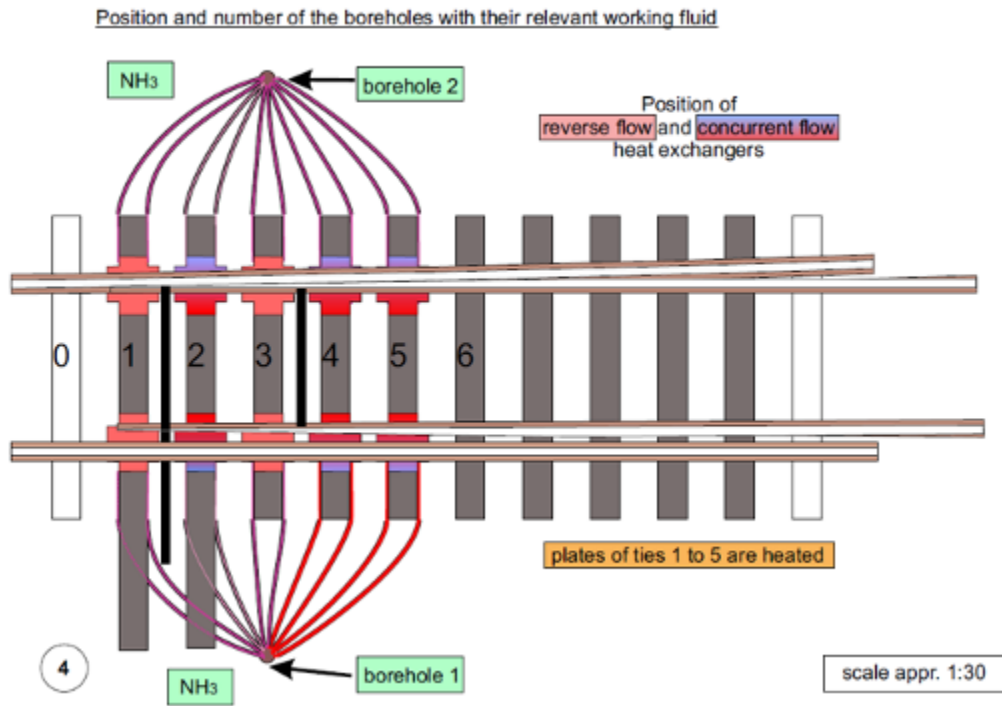 Position and number of the boreholes with their relevant working fluid
NH₃
borehole 2
Position of
reverse flow and concurrent flow
heat exchangers
0 1 2 3 4 5 6
plates of ties 1 to 5 are heated
4
NH₃
borehole 1
scale appr. 1:30